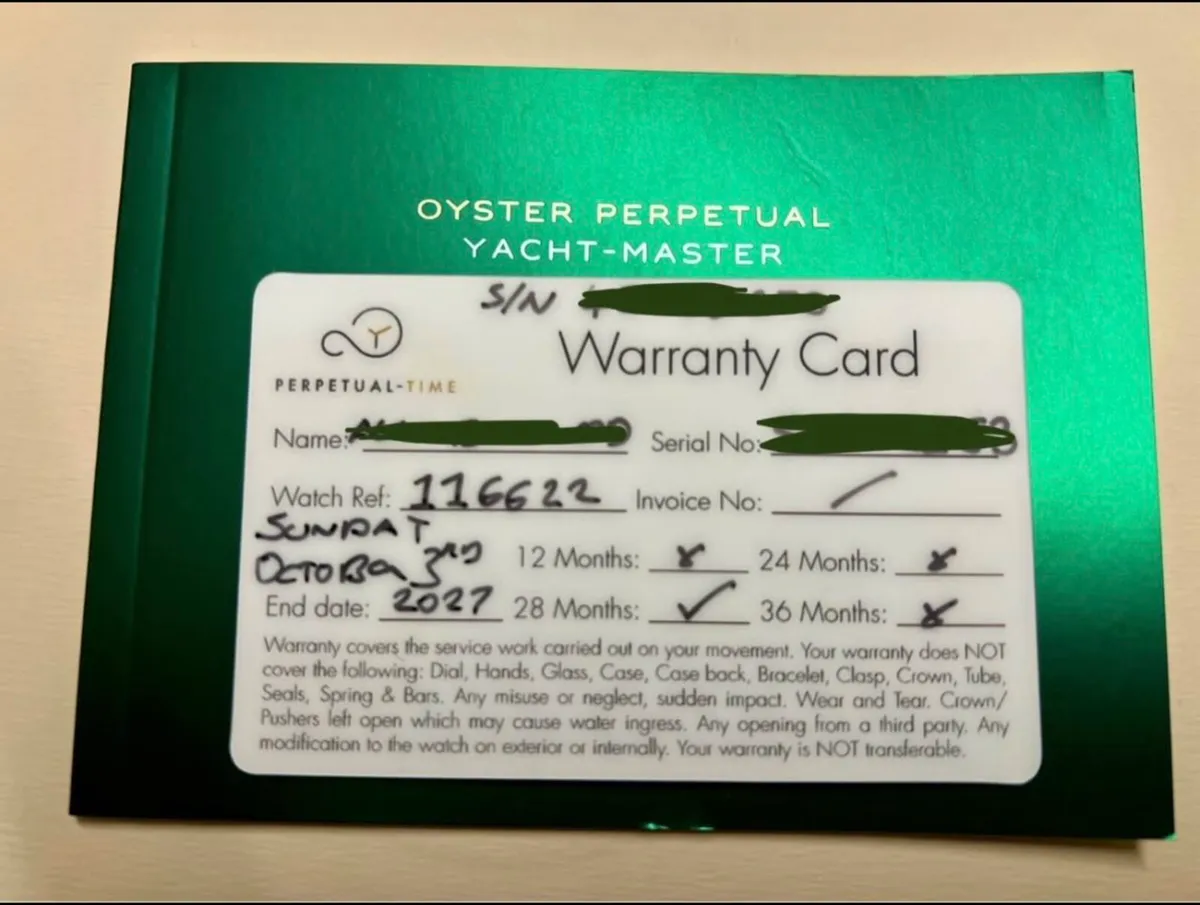 OYSTER PERPETUAL
YACHT-MASTER
S/N
PERPETUAL-TIME
Warranty Card
Name:
Serial No:
Watch Ref: 116622 Invoice No: /
SUNDAY
OCTOBER 3RD 12 Months: x 24 Months: x
End date: 2027 28 Months: ✓ 36 Months: x
Warranty covers the service work carried out on your movement. Your warranty does NOT
cover the following: Dial, Hands, Glass, Case, Case back, Bracelet, Clasp, Crown, Tube,
Seals, Spring & Bars. Any misuse or neglect, sudden impact. Wear and Tear. Crown/
Pushers left open which may cause water ingress. Any opening from a third party. Any
modification to the watch on exterior or internally. Your warranty is NOT transferable.